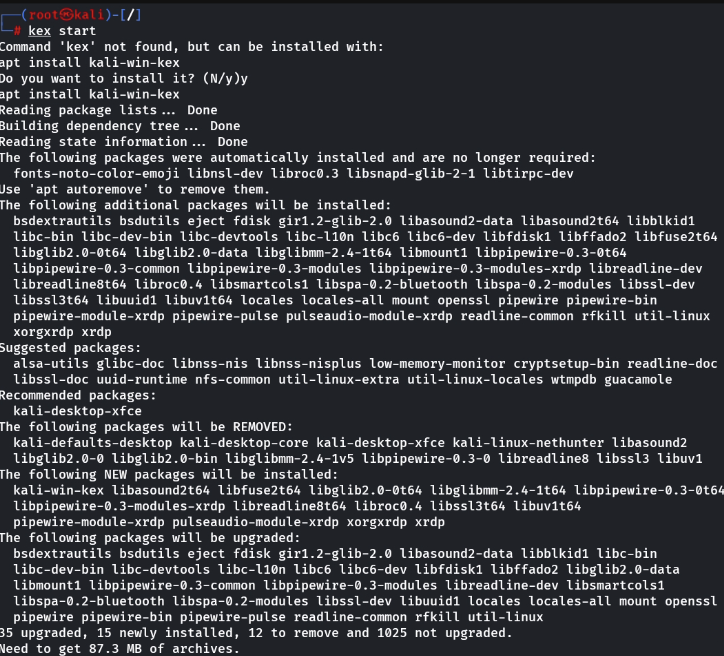 ┌──(root㉿kali)-[/]
└─# kex start
Command 'kex' not found, but can be installed with:
apt install kali-win-kex
Do you want to install it? (N/y)y
apt install kali-win-kex
Reading package lists... Done
Building dependency tree... Done
Reading state information... Done
The following packages were automatically installed and are no longer required:
  fonts-noto-color-emoji libnsl-dev libroc0.3 libsnapd-glib-2-1 libtirpc-dev
Use 'apt autoremove' to remove them.
The following additional packages will be installed:
  bsdextrautils bsdutils eject fdisk gir1.2-glib-2.0 libasound2-data libasound2t64 libblkid1
  libc-bin libc-dev-bin libc-devtools libc-l10n libc6 libc6-dev libfdisk1 libffado2 libfuse2t64
  libglib2.0-0t64 libglib2.0-data libglibmm-2.4-1t64 libmount1 libpipewire-0.3-0t64
  libpipewire-0.3-common libpipewire-0.3-modules libpipewire-0.3-modules-xrdp libreadline-dev
  libreadline8t64 libroc0.4 libsmartcols1 libspa-0.2-bluetooth libspa-0.2-modules libssl-dev
  libssl3t64 libuuid1 libuv1t64 locales locales-all mount openssl pipewire pipewire-bin
  pipewire-module-xrdp pipewire-pulse pulseaudio-module-xrdp readline-common rfkill util-linux
  xorgxrdp xrdp
Suggested packages:
  alsa-utils glibc-doc libnss-nis libnss-nisplus low-memory-monitor cryptsetup-bin readline-doc
  libssl-doc uuid-runtime nfs-common util-linux-extra util-linux-locales wtmpdb guacamole
Recommended packages:
  kali-desktop-xfce
The following packages will be REMOVED:
  kali-defaults-desktop kali-desktop-core kali-desktop-xfce kali-linux-nethunter libasound2
  libglib2.0-0 libglib2.0-bin libglibmm-2.4-1v5 libpipewire-0.3-0 libreadline8 libssl3 libuv1
The following NEW packages will be installed:
  kali-win-kex libasound2t64 libfuse2t64 libglib2.0-0t64 libglibmm-2.4-1t64 libpipewire-0.3-0t64
  libpipewire-0.3-modules-xrdp libreadline8t64 libroc0.4 libssl3t64 libuv1t64
  pipewire-module-xrdp pulseaudio-module-xrdp xorgxrdp xrdp
The following packages will be upgraded:
  bsdextrautils bsdutils eject fdisk gir1.2-glib-2.0 libasound2-data libblkid1 libc-bin
  libc-dev-bin libc-devtools libc-l10n libc6 libc6-dev libfdisk1 libffado2 libglib2.0-data
  libmount1 libpipewire-0.3-common libpipewire-0.3-modules libreadline-dev libsmartcols1
  libspa-0.2-bluetooth libspa-0.2-modules libssl-dev libuuid1 locales locales-all mount openssl
  pipewire pipewire-bin pipewire-pulse readline-common rfkill util-linux
35 upgraded, 15 newly installed, 12 to remove and 1025 not upgraded.
Need to get 87.3 MB of archives.